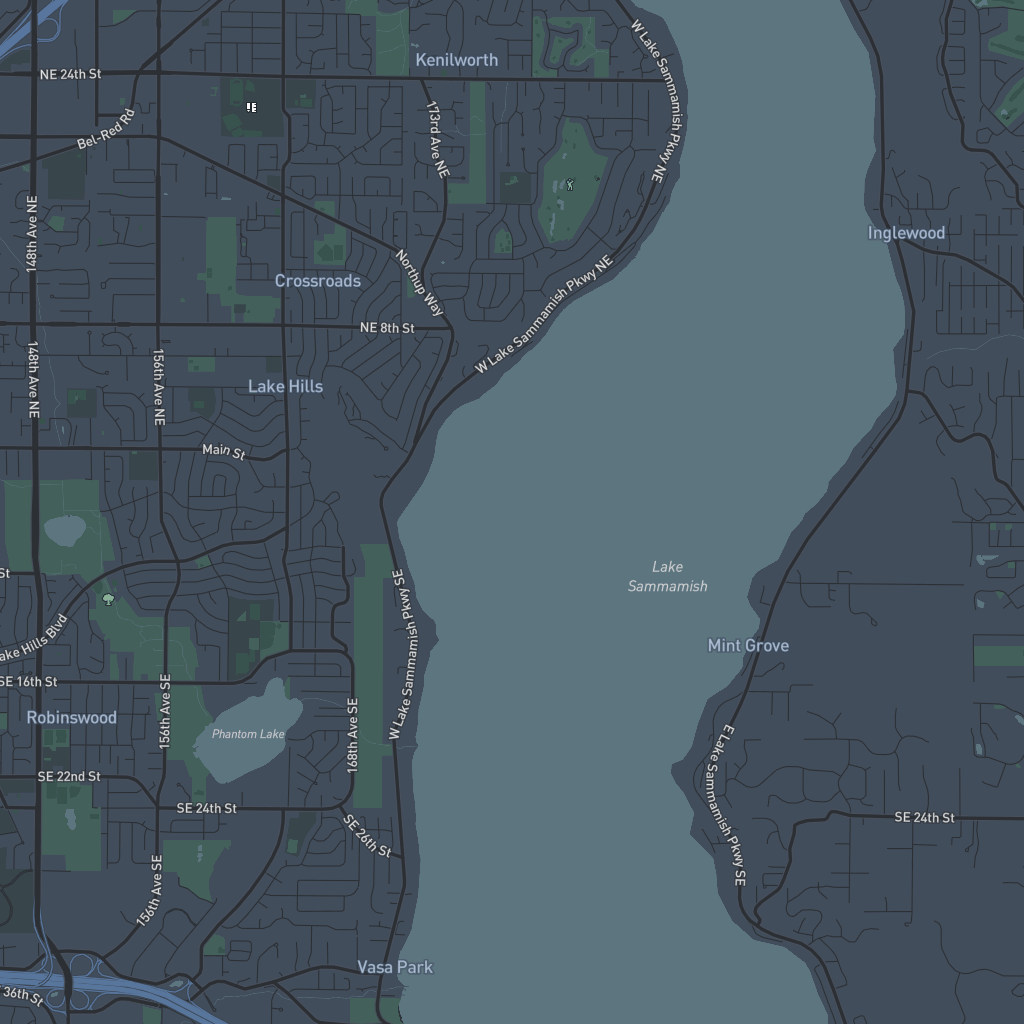 W Lake Sammamish Pkwy NE
Kenilworth
NE 24th St
Bel-Red Rd
173rd Ave NE
148th Ave NE
Inglewood
Northup Way
Crossroads
W Lake Sammamish Pkwy NE
NE 8th St
148th Ave NE
156th Ave NE
Lake Hills
Main St
St
Lake
Sammamish
W Lake Sammamish Pkwy SE
ake Hills Blvd
Mint Grove
SE 16th St
156th Ave SE
Robinswood
Phantom Lake
168th Ave SE
E Lake Sammamish Pkwy SE
SE 22nd St
SE 24th St
SE 24th St
SE 26th St
156th Ave SE
Vasa Park
36th St